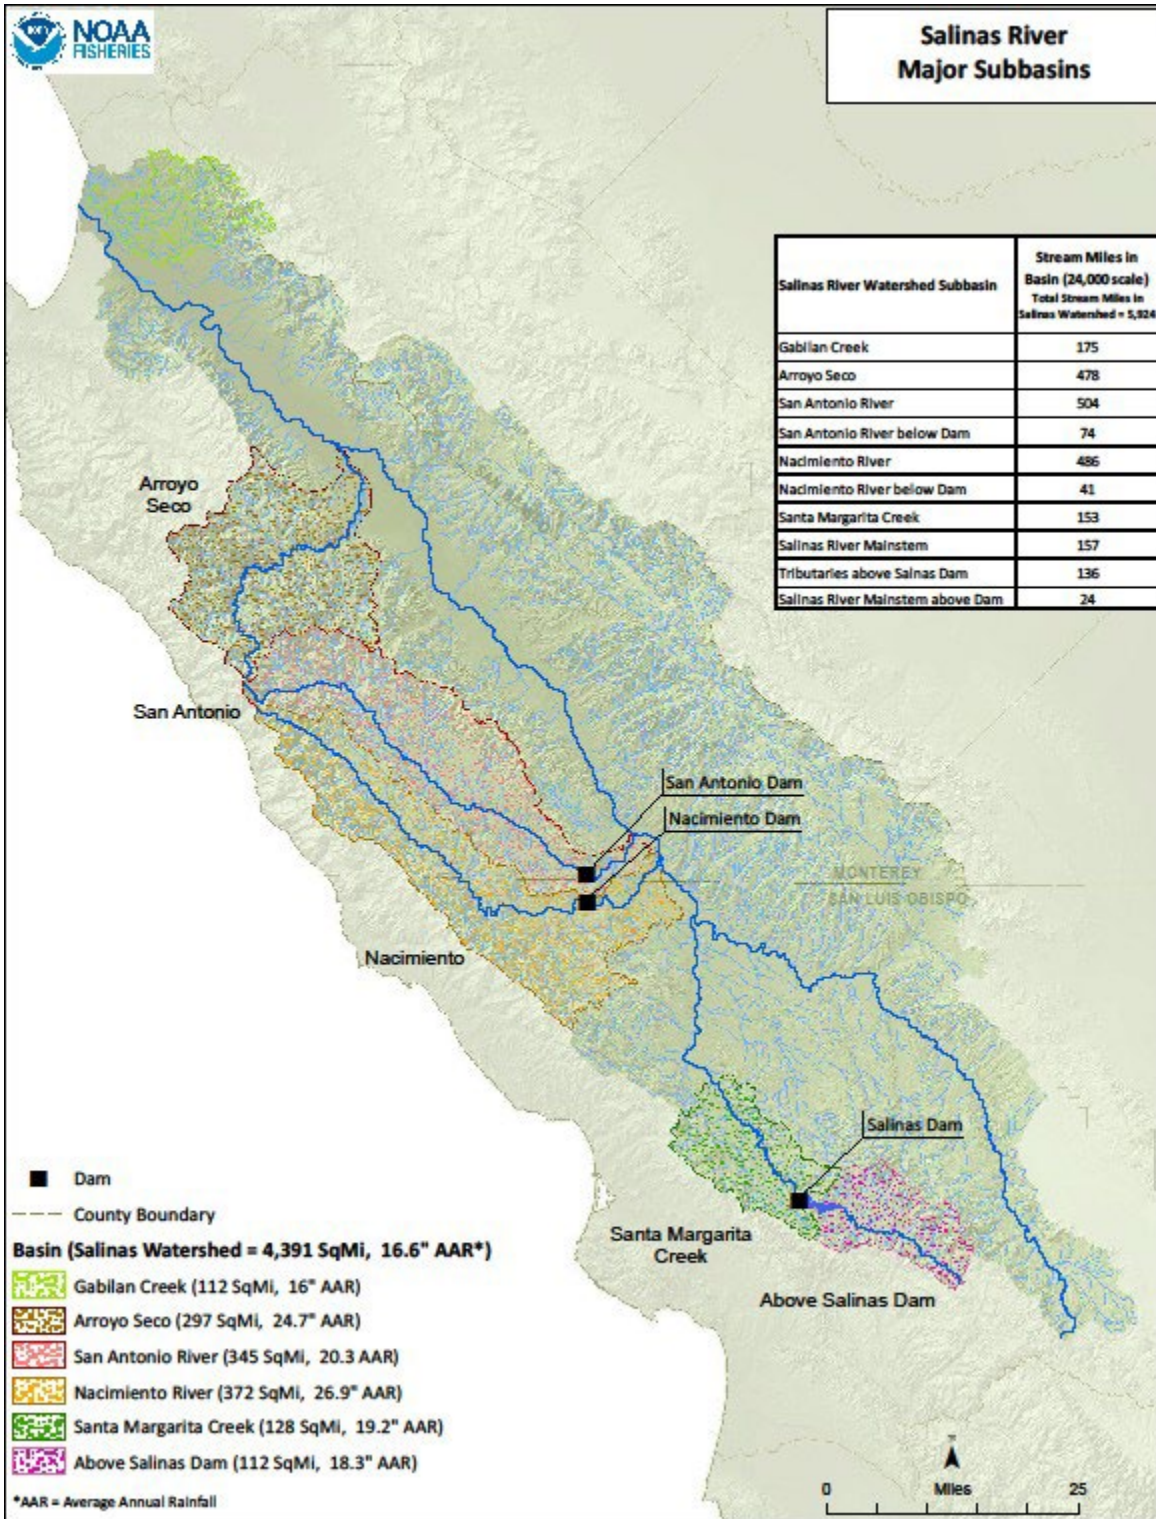 NOAA
FISHERIES
Salinas River
Major Subbasins
Salinas River Watershed Subbasin
Stream Miles in
Basin (24,000 scale)
Total Stream Miles in
Salinas Watershed = 5,924
Gabilan Creek 175
Arroyo Seco 478
San Antonio River 504
San Antonio River below Dam 74
Nacimiento River 486
Nacimiento River below Dam 41
Santa Margarita Creek 153
Salinas River Mainstem 157
Tributaries above Salnas Dam 136
Salinas River Mainstem above Dam 24
Arroyo
Seco
San Antonio
San Antonio Dam
Nacimiento Dam
MONTEREY
SAN LUIS OBISPO
Nacimiento
Salinas Dam
Santa Margarita
Creek
Above Salinas Dam
Dam
County Boundary
Basin (Salinas Watershed = 4,391 SqMi, 16.6" AAR*)
Gabilan Creek (112 SqMi, 16" AAR)
Arroyo Seco (297 SqMi, 24.7" AAR)
San Antonio River (345 SqMi, 20.3 AAR)
Nacimiento River (372 SqMi, 26.9" AAR)
Santa Margarita Creek (128 SqMi, 19.2" AAR)
Above Salinas Dam (112 SqMi, 18.3" AAR)
*AAR = Average Annual Rainfall
0 Miles 25